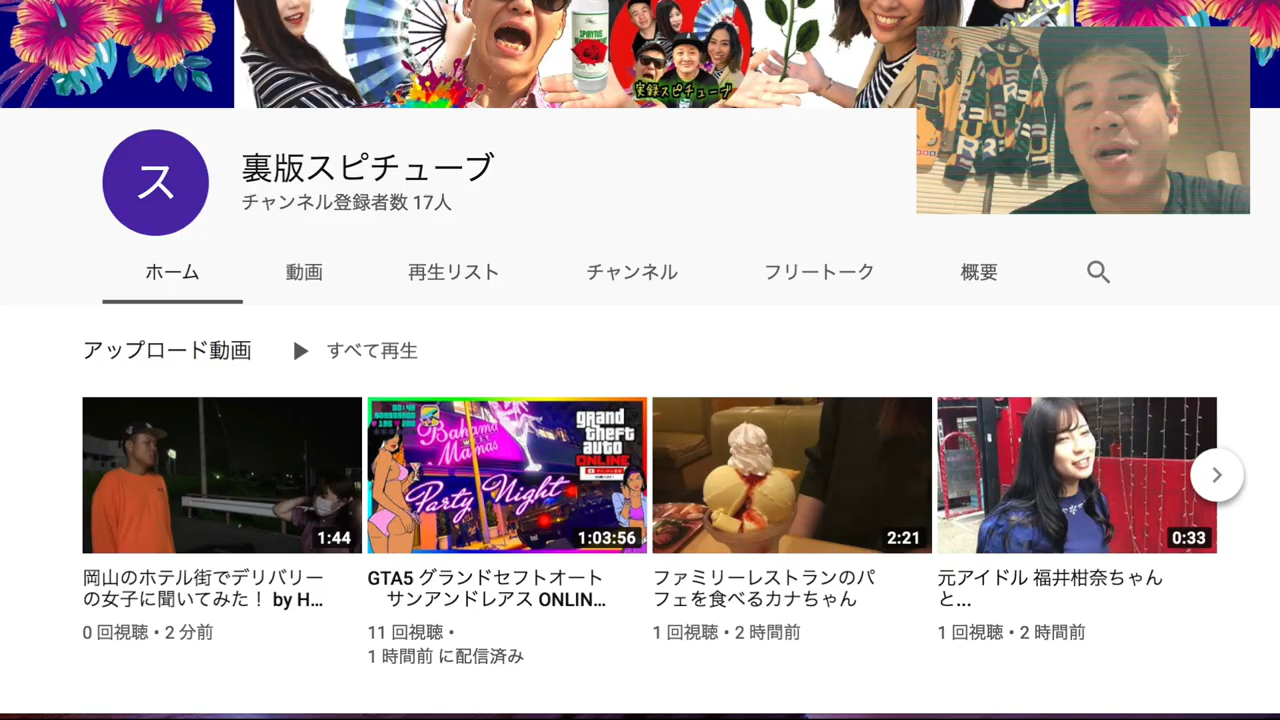 SPIRYTUS
実録スピチューブ
ス
裏版スピチューブ
チャンネル登録者数 17人
ホーム 動画 再生リスト チャンネル フリートーク 概要
アップロード動画 すべて再生
Bahama
Mamas
Party Night
grand
theft
auto
ONLINE
1:44
1:03:56
2:21
0:33
岡山のホテル街でデリバリー
の女子に聞いてみた！ by H...
0 回視聴・2 分前
GTA5 グランドセフトオート
サンアンドレアス ONLIN...
11 回視聴・
1 時間前 に配信済み
ファミリーレストランのパ
フェを食べるカナちゃん
1 回視聴・2 時間前
元アイドル 福井柑奈ちゃん
と...
1 回視聴・2 時間前